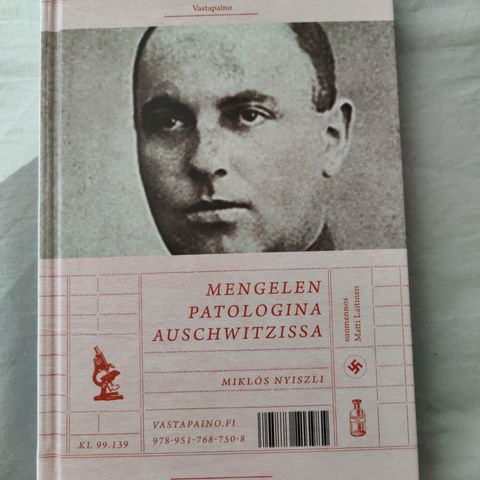 Vastapaino
MENGELEN
PATOLOGINA
AUSCHWITZISSA
suomennos
Matti Laitinen
MIKLÓS NYISZLI
VASTAPAINO.FI
978-951-768-750-8
KL 99.139